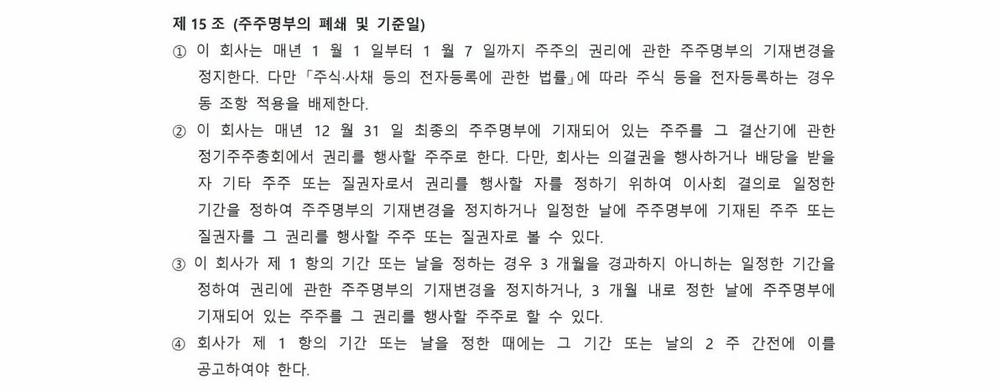 제 15 조 (주주명부의 폐쇄 및 기준일)
① 이 회사는 매년 1 월 1 일부터 1 월 7 일까지 주주의 권리에 관한 주주명부의 기재변경을
정지한다. 다만 「주식·사채 등의 전자등록에 관한 법률」에 따라 주식 등을 전자등록하는 경우
동 조항 적용을 배제한다.
② 이 회사는 매년 12 월 31 일 최종의 주주명부에 기재되어 있는 주주를 그 결산기에 관한
정기주주총회에서 권리를 행사할 주주로 한다. 다만, 회사는 의결권을 행사하거나 배당을 받을
자 기타 주주 또는 질권자로서 권리를 행사할 자를 정하기 위하여 이사회 결의로 일정한
기간을 정하여 주주명부의 기재변경을 정지하거나 일정한 날에 주주명부에 기재된 주주 또는
질권자를 그 권리를 행사할 주주 또는 질권자로 볼 수 있다.
③ 이 회사가 제 1 항의 기간 또는 날을 정하는 경우 3 개월을 경과하지 아니하는 일정한 기간을
정하여 권리에 관한 주주명부의 기재변경을 정지하거나, 3 개월 내로 정한 날에 주주명부에
기재되어 있는 주주를 그 권리를 행사할 주주로 할 수 있다.
④ 회사가 제 1 항의 기간 또는 날을 정한 때에는 그 기간 또는 날의 2 주 간전에 이를
공고하여야 한다.